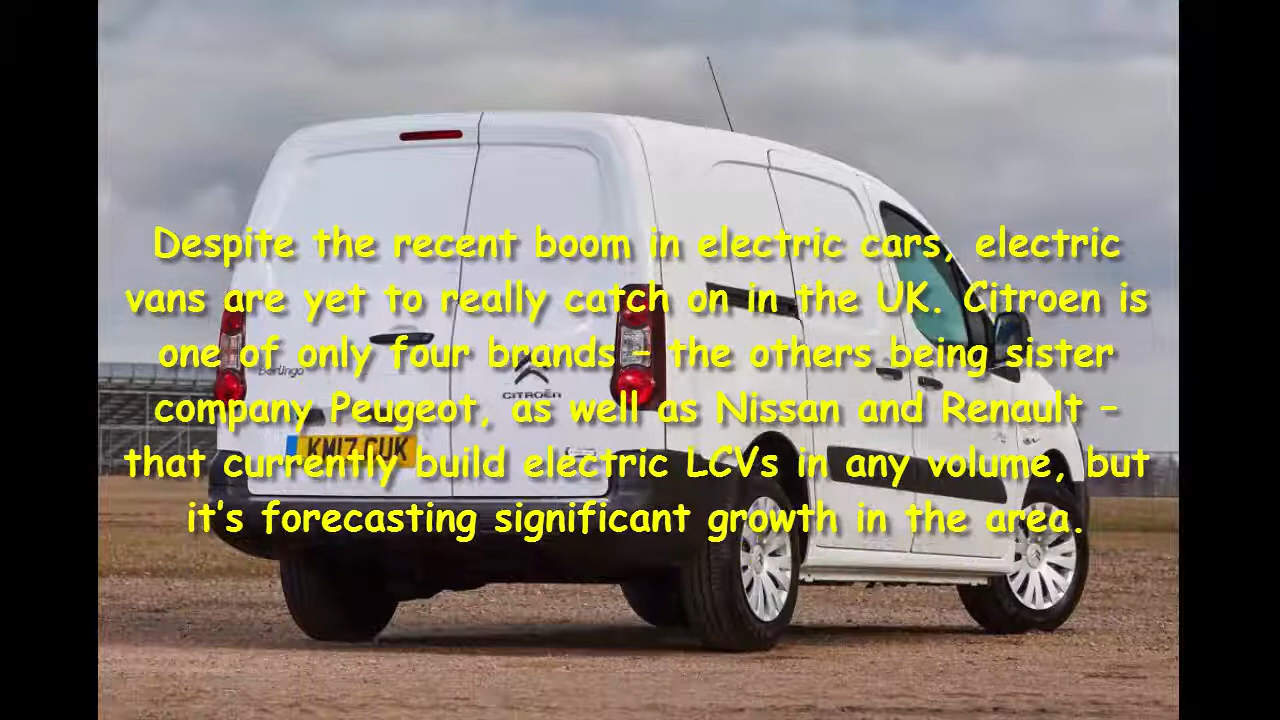 Despite the recent boom in electric cars, electric
vans are yet to really catch on in the UK. Citroen is
one of only four brands – the others being sister
company Peugeot, as well as Nissan and Renault –
that currently build electric LCVs in any volume, but
it's forecasting significant growth in the area.
Berlingo
CITROËN